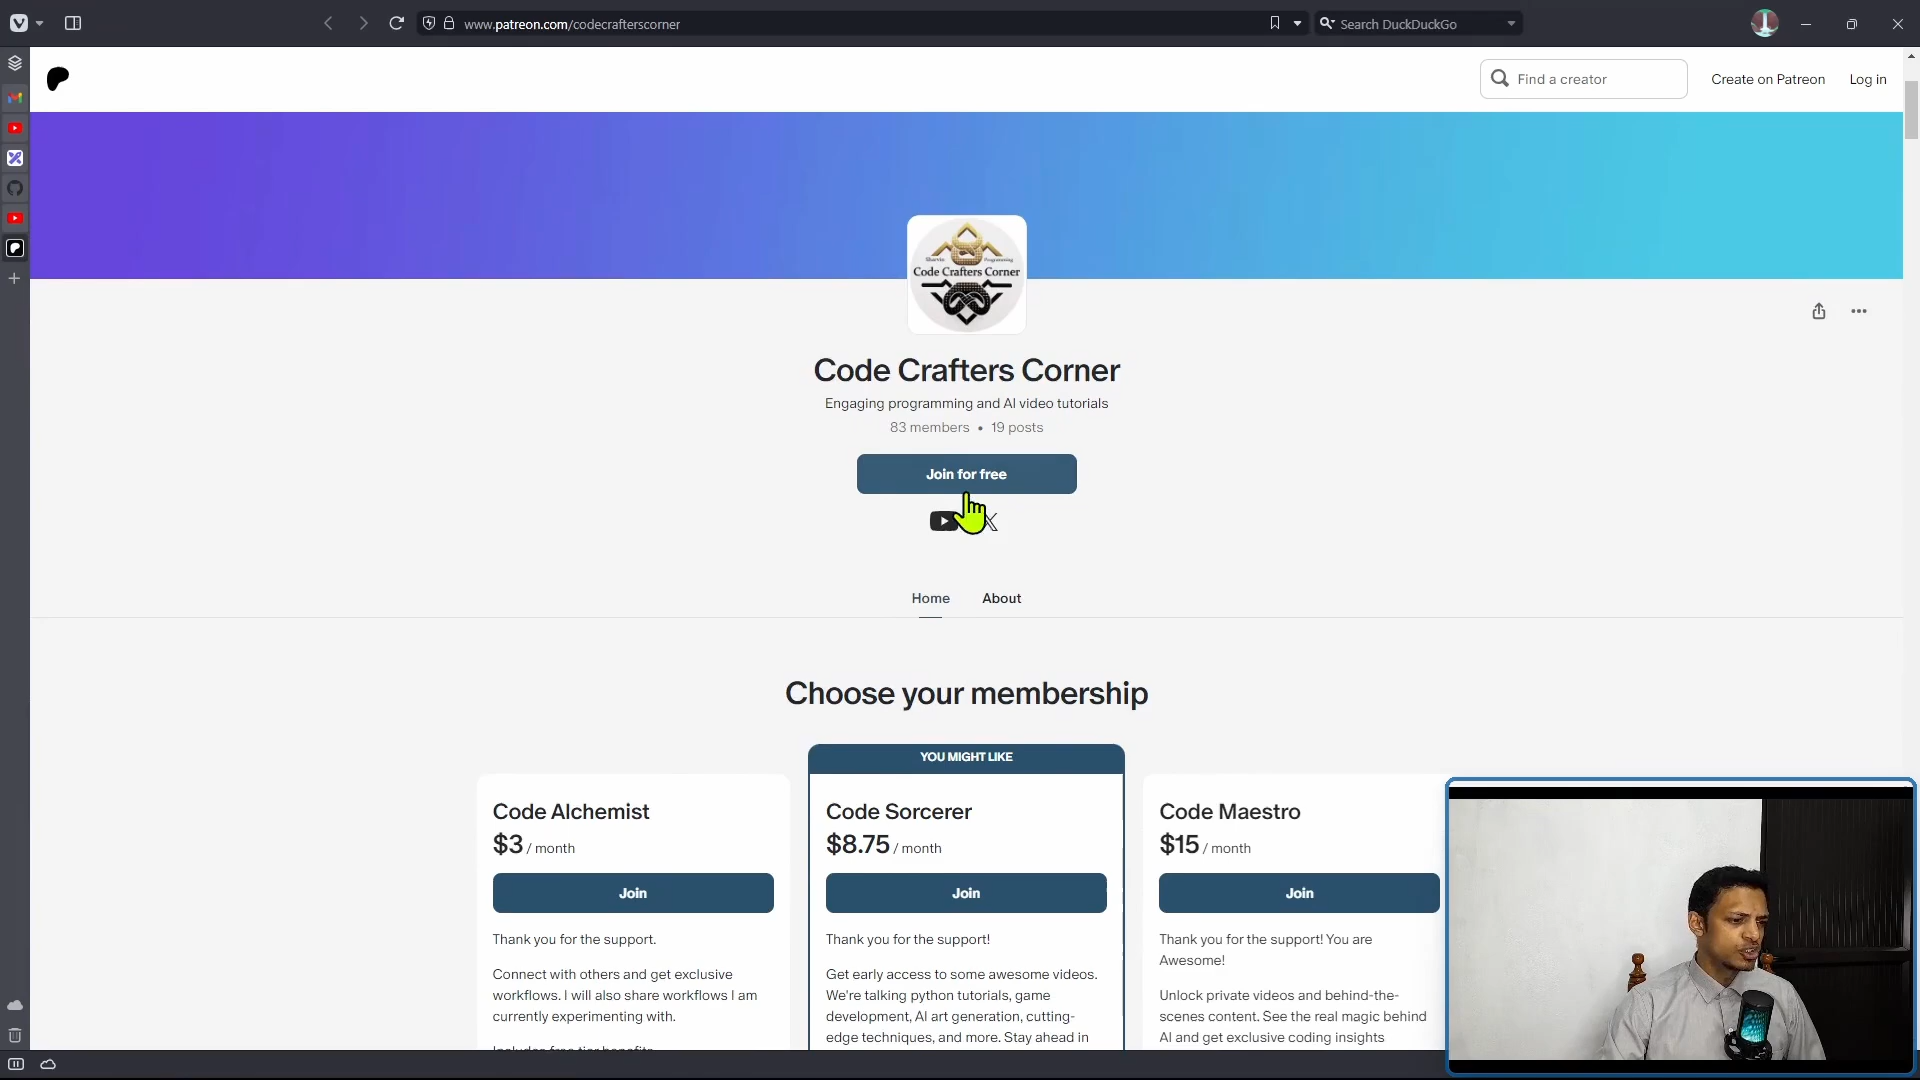 www.patreon.com/codecrafterscorner
Search DuckDuckGo
Find a creator
Create on Patreon
Log in
Code Crafters Corner
Code Crafters Corner
Engaging programming and AI video tutorials
83 members • 19 posts
Join for free
Home
About
Choose your membership
YOU MIGHT LIKE
Code Alchemist
$3 / month
Join
Thank you for the support.
Connect with others and get exclusive
workflows. I will also share workflows I am
currently experimenting with.
Code Sorcerer
$8.75 / month
Join
Thank you for the support!
Get early access to some awesome videos.
We're talking python tutorials, game
development, AI art generation, cutting-
edge techniques, and more. Stay ahead in
Code Maestro
$15 / month
Join
Thank you for the support! You are
Awesome!
Unlock private videos and behind-the-
scenes content. See the real magic behind
AI and get exclusive coding insights